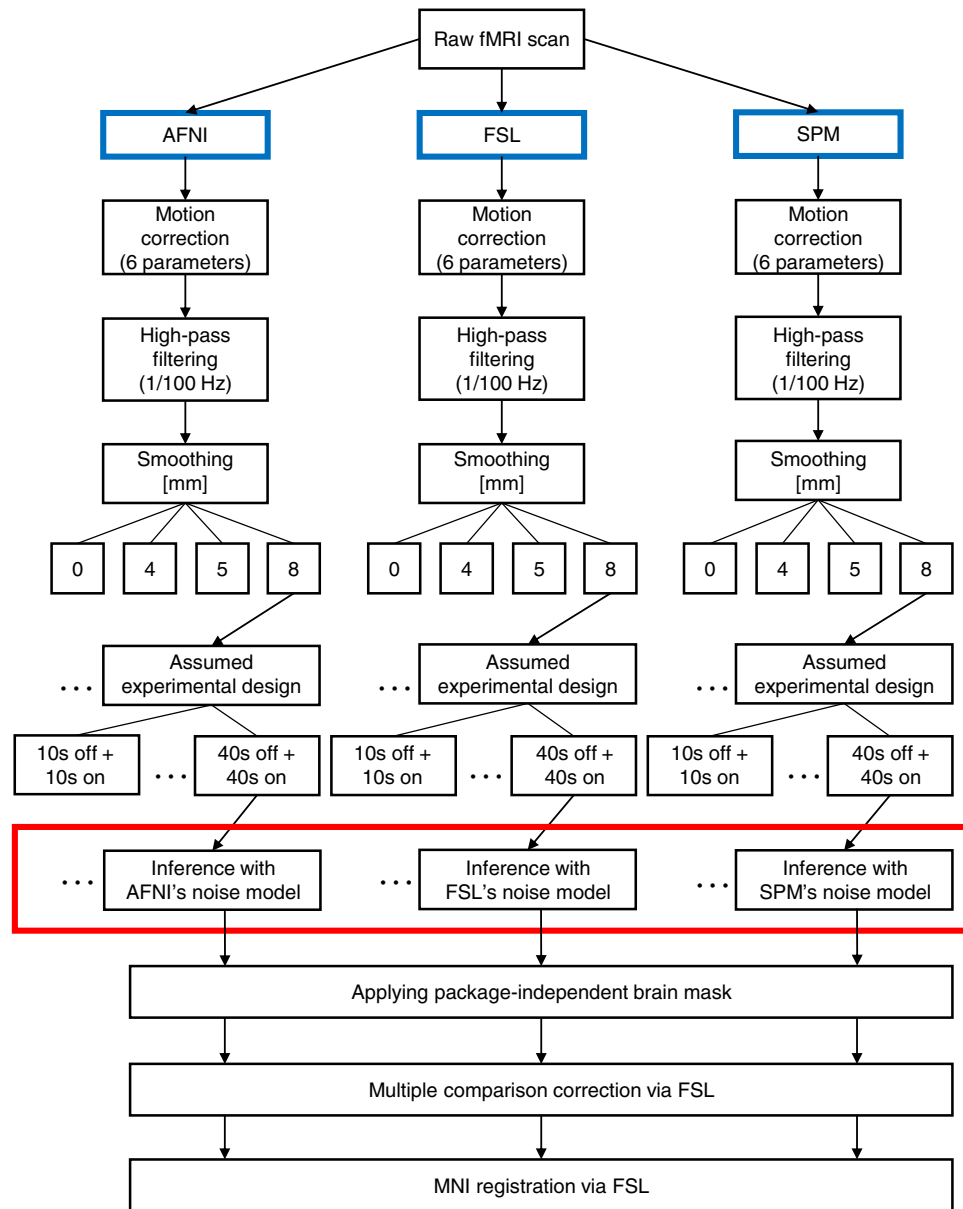 Raw fMRI scan
AFNI
FSL
SPM
Motion
correction
(6 parameters)
Motion
correction
(6 parameters)
Motion
correction
(6 parameters)
High-pass
filtering
(1/100 Hz)
High-pass
filtering
(1/100 Hz)
High-pass
filtering
(1/100 Hz)
Smoothing
[mm]
Smoothing
[mm]
Smoothing
[mm]
0
4
5
8
0
4
5
8
0
4
5
8
...
Assumed
experimental design
...
Assumed
experimental design
...
Assumed
experimental design
10s off +
10s on
...
40s off +
40s on
10s off +
10s on
...
40s off +
40s on
10s off +
10s on
...
40s off +
40s on
...
Inference with
AFNI's noise model
...
Inference with
FSL's noise model
...
Inference with
SPM's noise model
Applying package-independent brain mask
Multiple comparison correction via FSL
MNI registration via FSL